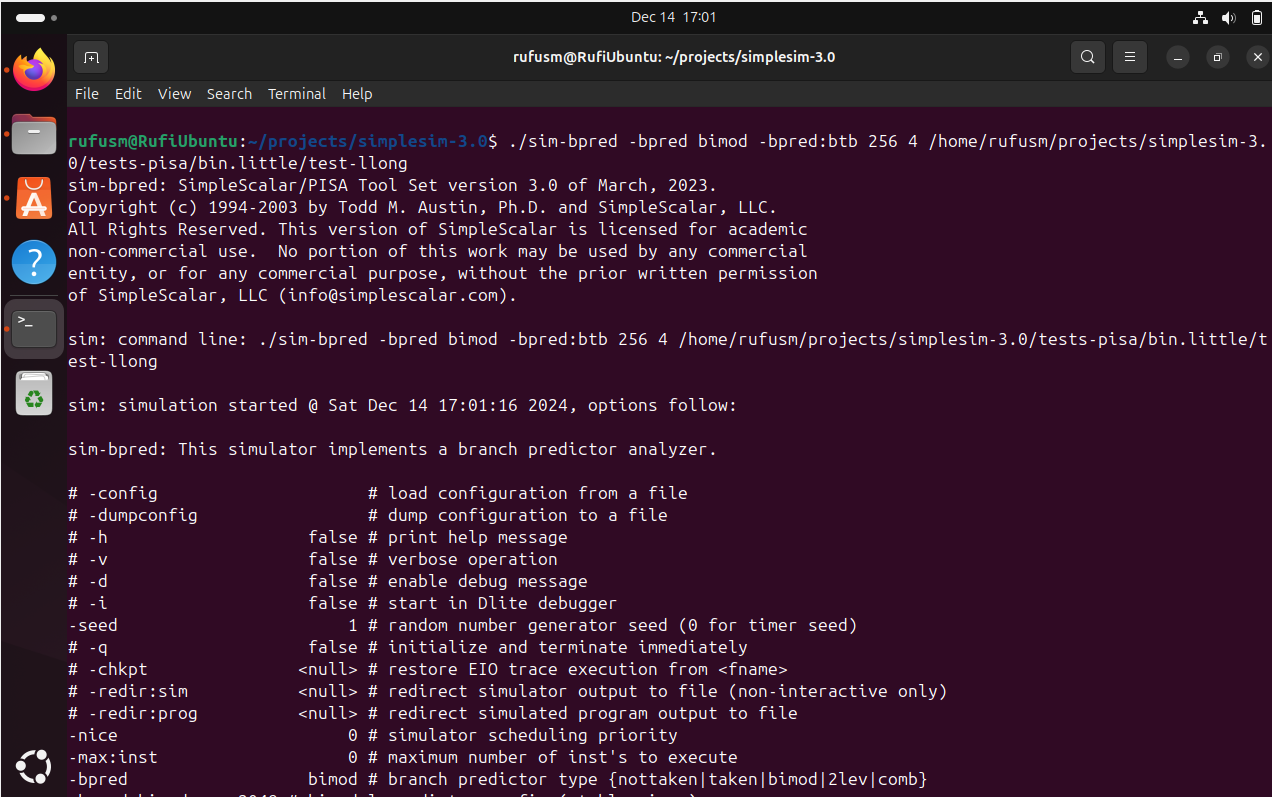 Dec 14 17:01
rufusm@RufiUbuntu: ~/projects/simplesim-3.0
File Edit View Search Terminal Help
rufusm@RufiUbuntu:~/projects/simplesim-3.0$ ./sim-bpred -bpred bimod -bpred:btb 256 4 /home/rufusm/projects/simplesim-3.
0/tests-pisa/bin.little/test-llong
sim-bpred: SimpleScalar/PISA Tool Set version 3.0 of March, 2023.
Copyright (c) 1994-2003 by Todd M. Austin, Ph.D. and SimpleScalar, LLC.
All Rights Reserved. This version of SimpleScalar is licensed for academic
non-commercial use.  No portion of this work may be used by any commercial
entity, or for any commercial purpose, without the prior written permission
of SimpleScalar, LLC (info@simplescalar.com).
sim: command line: ./sim-bpred -bpred bimod -bpred:btb 256 4 /home/rufusm/projects/simplesim-3.0/tests-pisa/bin.little/t
est-llong
sim: simulation started @ Sat Dec 14 17:01:16 2024, options follow:
sim-bpred: This simulator implements a branch predictor analyzer.
# -config                     # load configuration from a file
# -dumpconfig                 # dump configuration to a file
# -h                    false # print help message
# -v                    false # verbose operation
# -d                    false # enable debug message
# -i                    false # start in Dlite debugger
-seed                       1 # random number generator seed (0 for timer seed)
# -q                    false # initialize and terminate immediately
# -chkpt               <null> # restore EIO trace execution from <fname>
# -redir:sim           <null> # redirect simulator output to file (non-interactive only)
# -redir:prog          <null> # redirect simulated program output to file
-nice                       0 # simulator scheduling priority
-max:inst                   0 # maximum number of inst's to execute
-bpred                  bimod # branch predictor type {nottaken|taken|bimod|2lev|comb}